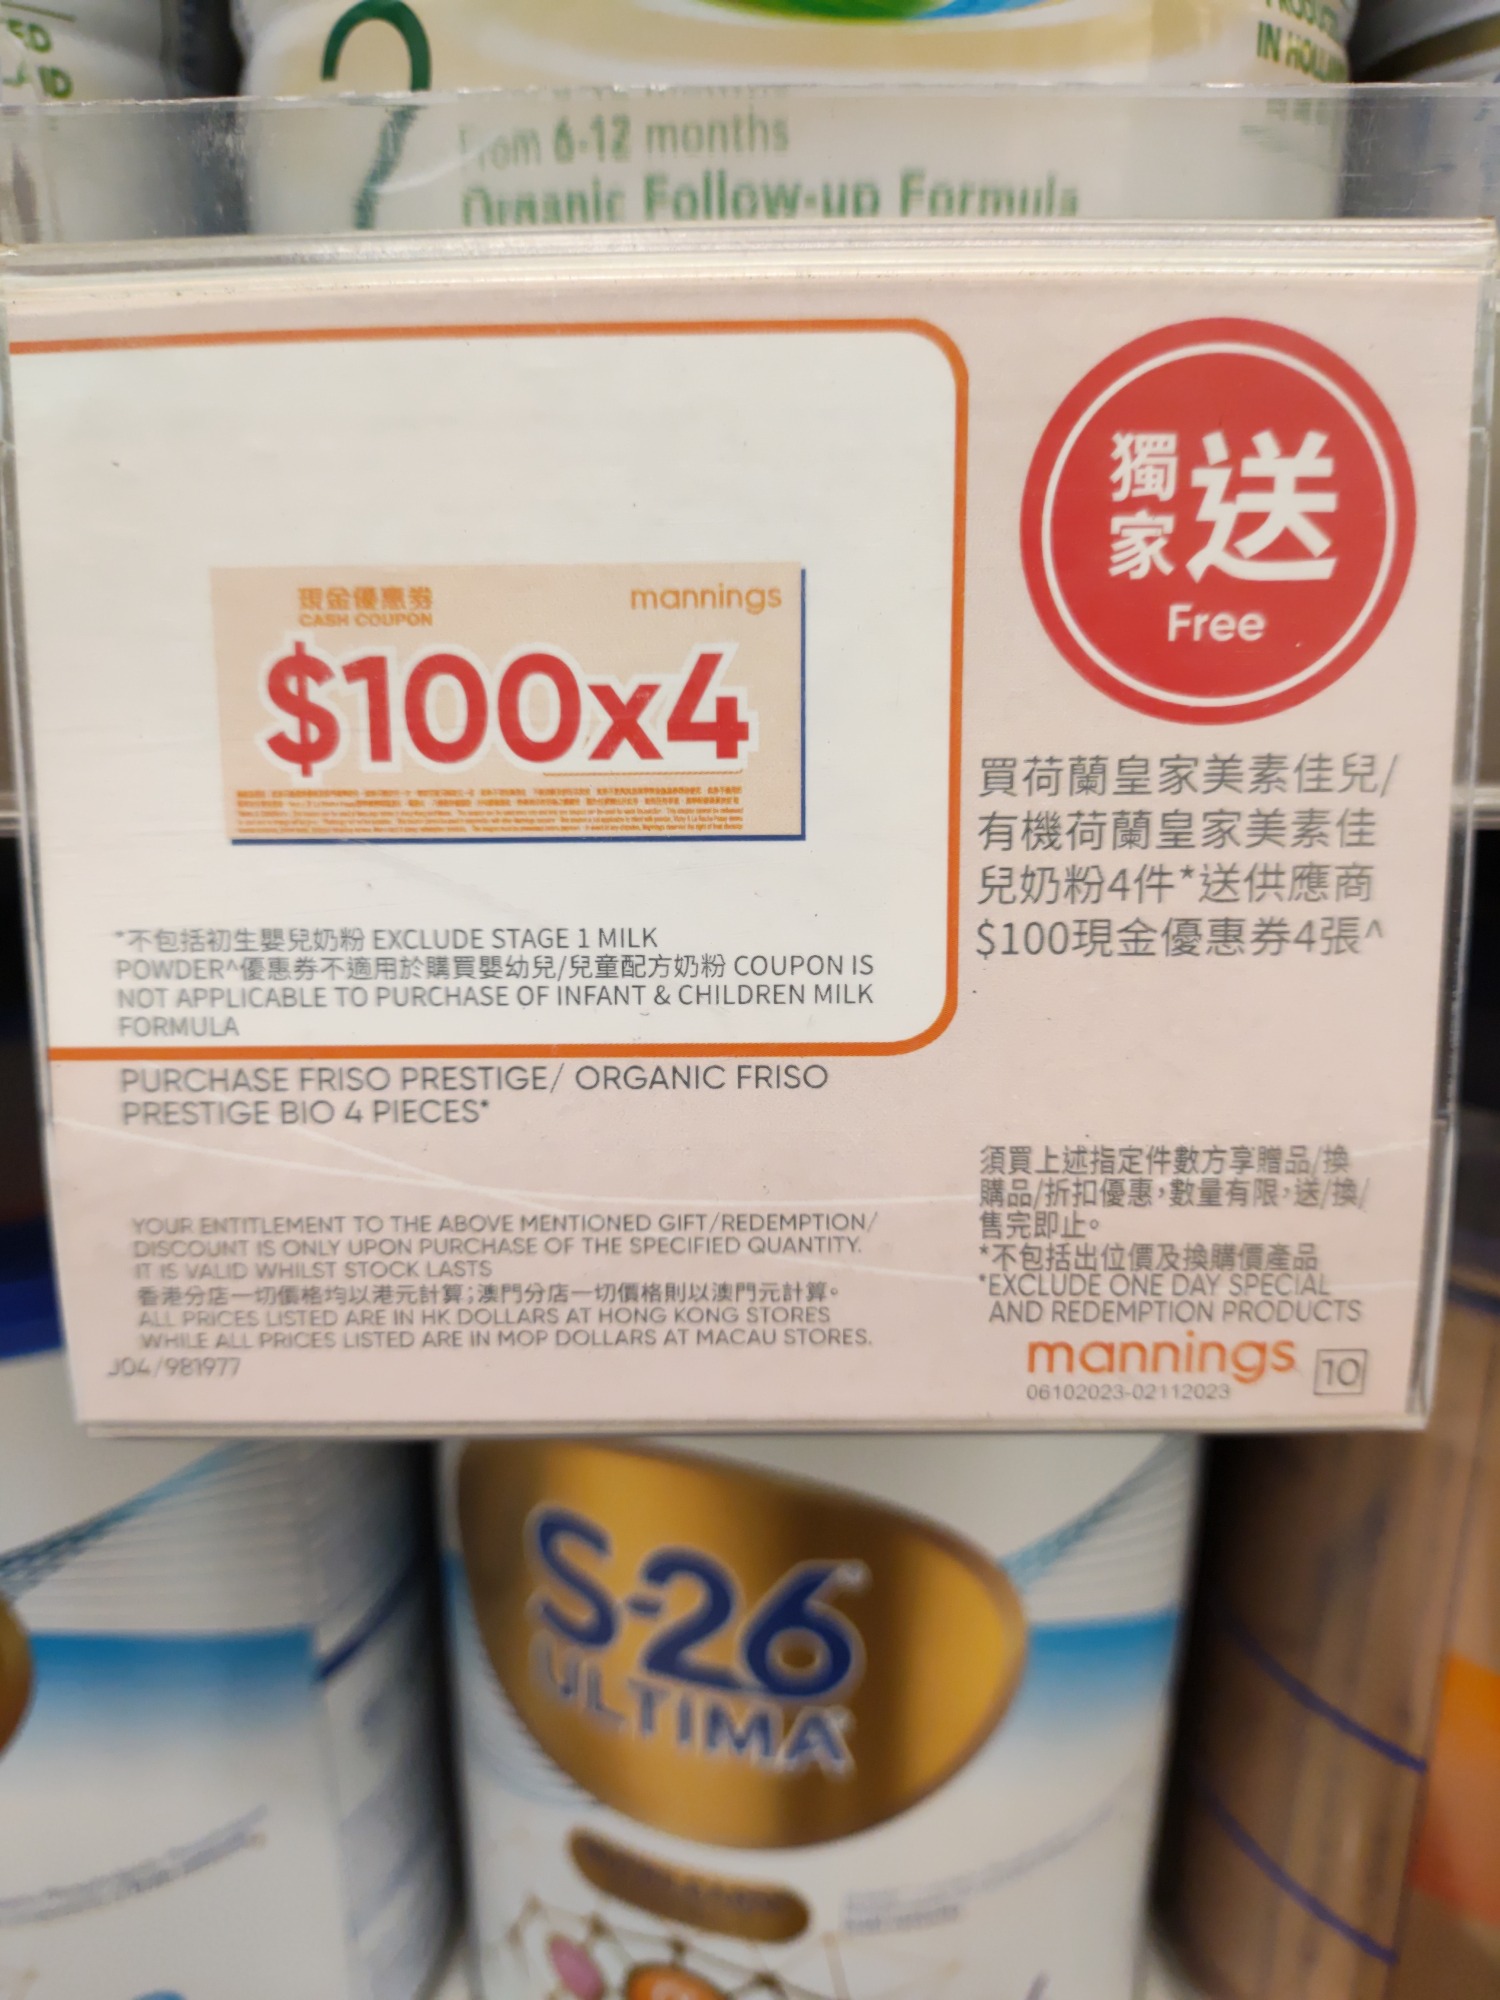 From 6-12 months
Organic Follow-up Formula
IN HOLLAND
獨家 送
Free
現金優惠券
CASH COUPON
mannings
$100x4
買荷蘭皇家美素佳兒/
有機荷蘭皇家美素佳
兒奶粉4件*送供應商
$100現金優惠券4張^
*不包括初生嬰兒奶粉 EXCLUDE STAGE 1 MILK
POWDER^優惠券不適用於購買嬰幼兒/兒童配方奶粉 COUPON IS
NOT APPLICABLE TO PURCHASE OF INFANT & CHILDREN MILK
FORMULA
PURCHASE FRISO PRESTIGE/ ORGANIC FRISO
PRESTIGE BIO 4 PIECES*
YOUR ENTITLEMENT TO THE ABOVE MENTIONED GIFT/REDEMPTION/
DISCOUNT IS ONLY UPON PURCHASE OF THE SPECIFIED QUANTITY.
IT IS VALID WHILST STOCK LASTS
香港分店一切價格均以港元計算;澳門分店一切價格則以澳門元計算。
ALL PRICES LISTED ARE IN HK DOLLARS AT HONG KONG STORES
WHILE ALL PRICES LISTED ARE IN MOP DOLLARS AT MACAU STORES.
J04/981977
須買上述指定件數方享贈品/換
購品/折扣優惠,數量有限,送/換/
售完即止。
*不包括出位價及換購價產品
*EXCLUDE ONE DAY SPECIAL
AND REDEMPTION PRODUCTS
mannings 10
06102023-02112023
S-26
ULTIMA